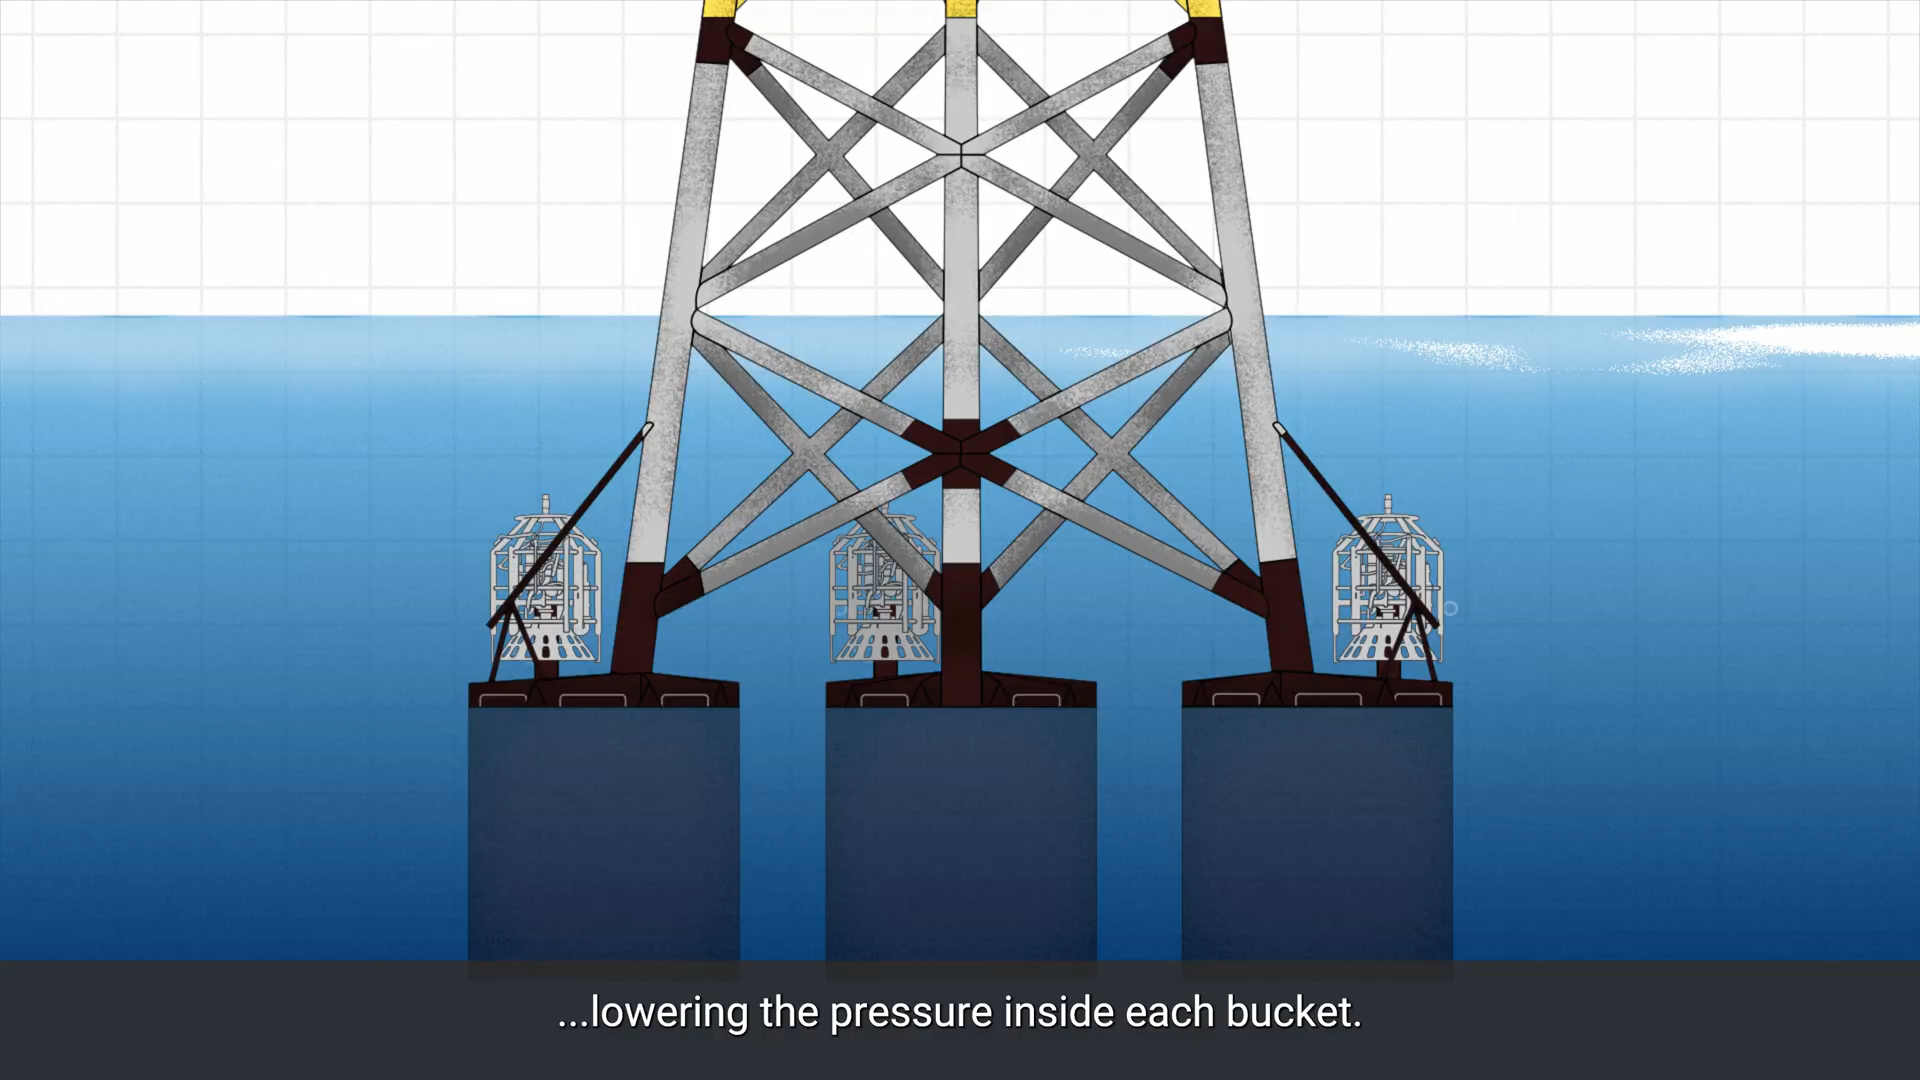 ...lowering the pressure inside each bucket.